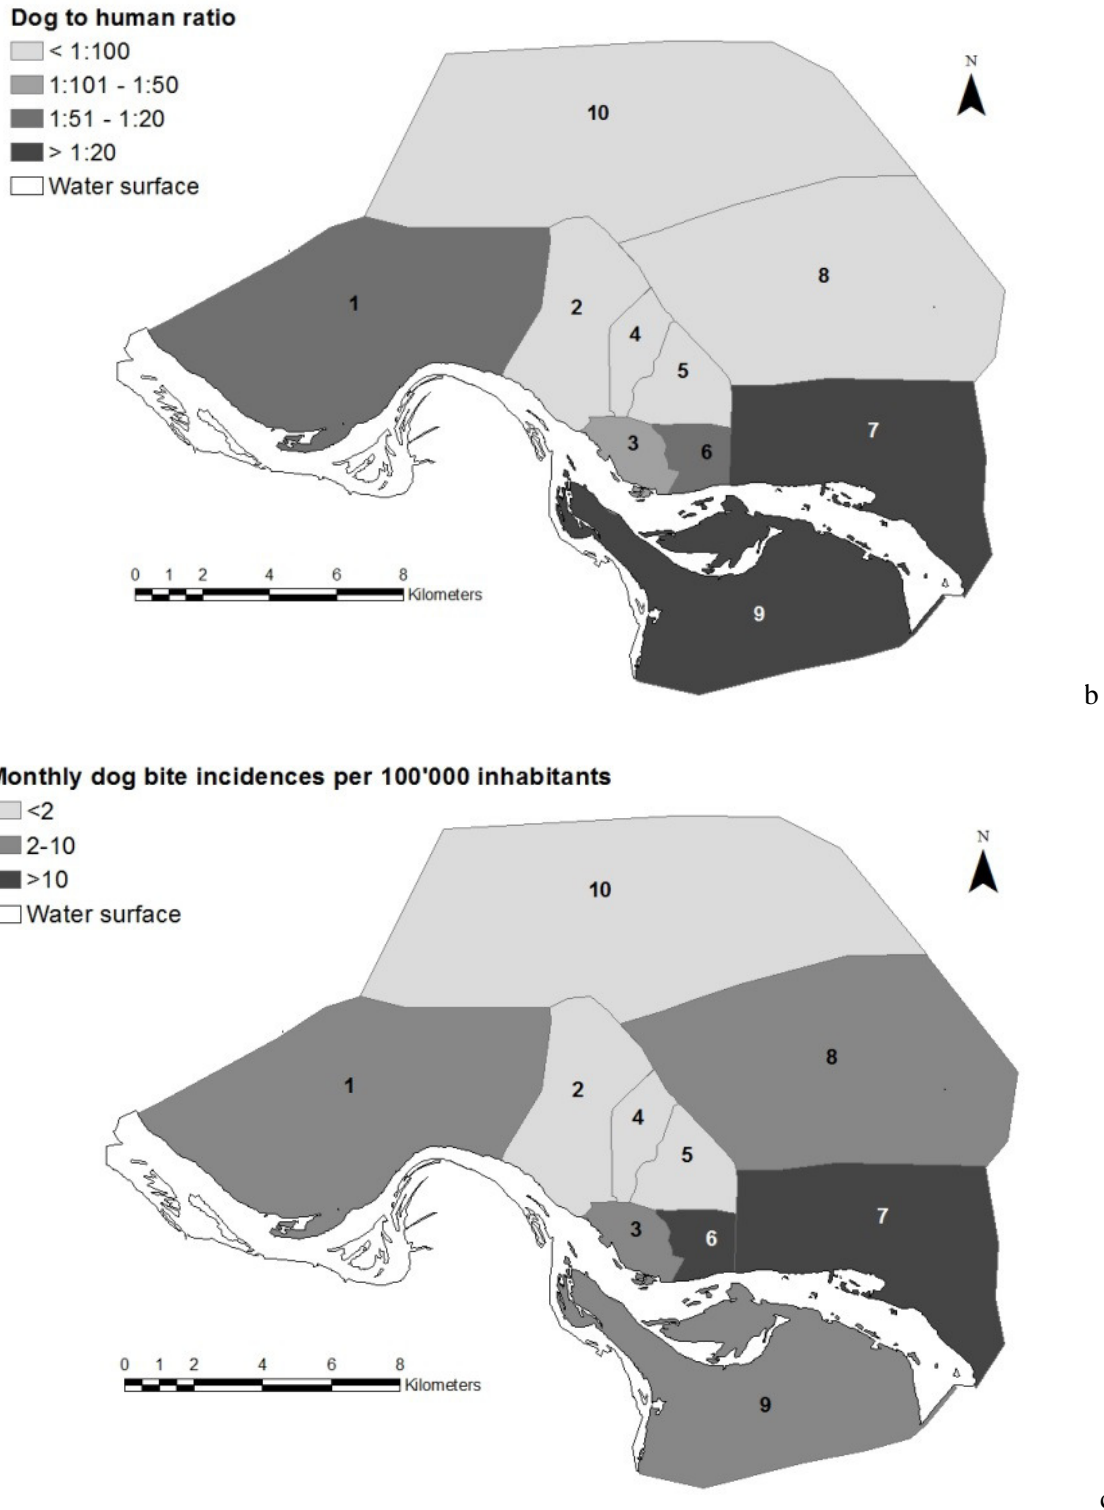 Dog to human ratio
< 1:100
1:101 - 1:50
1:51 - 1:20
> 1:20
Water surface
N
10
8
1
2
4
5
7
3
6
9
0 1 2 4 6 8
Kilometers
b
Monthly dog bite incidences per 100'000 inhabitants
<2
2-10
>10
Water surface
N
10
8
1
2
4
5
7
3
6
9
0 1 2 4 6 8
Kilometers